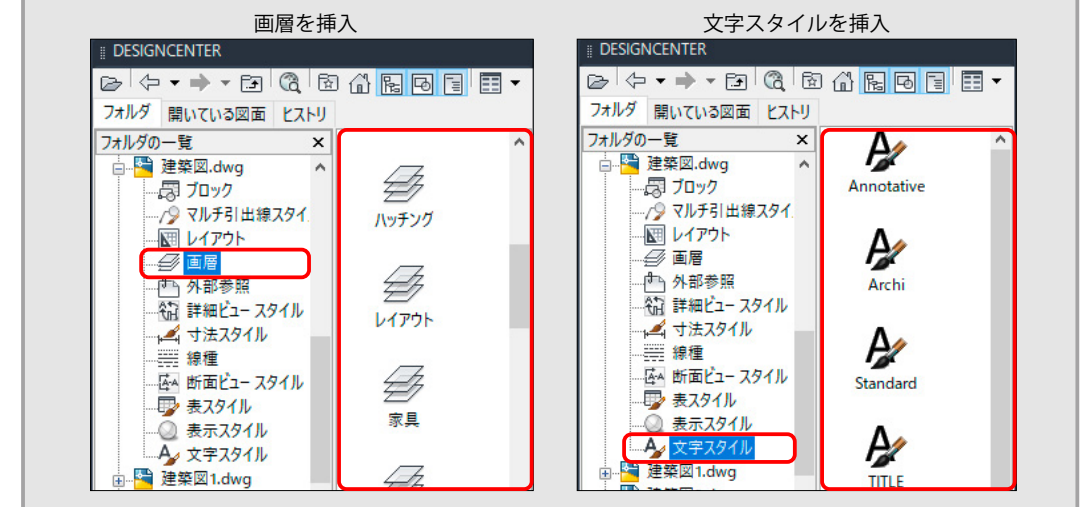 画層を挿入
DESIGNCENTER
フォルダ 開いている図面 ヒストリ
フォルダの一覧
建築図.dwg
ブロック
マルチ引出線スタイ
レイアウト
画層
外部参照
詳細ビュー スタイル
寸法スタイル
線種
断面ビュー スタイル
表スタイル
表示スタイル
文字スタイル
建築図1.dwg
ハッチング
レイアウト
家具
文字スタイルを挿入
DESIGNCENTER
フォルダ 開いている図面 ヒストリ
フォルダの一覧
建築図.dwg
ブロック
マルチ引出線スタイ
レイアウト
画層
外部参照
詳細ビュー スタイル
寸法スタイル
線種
断面ビュー スタイル
表スタイル
表示スタイル
文字スタイル
建築図1.dwg
Annotative
Archi
Standard
TITLE